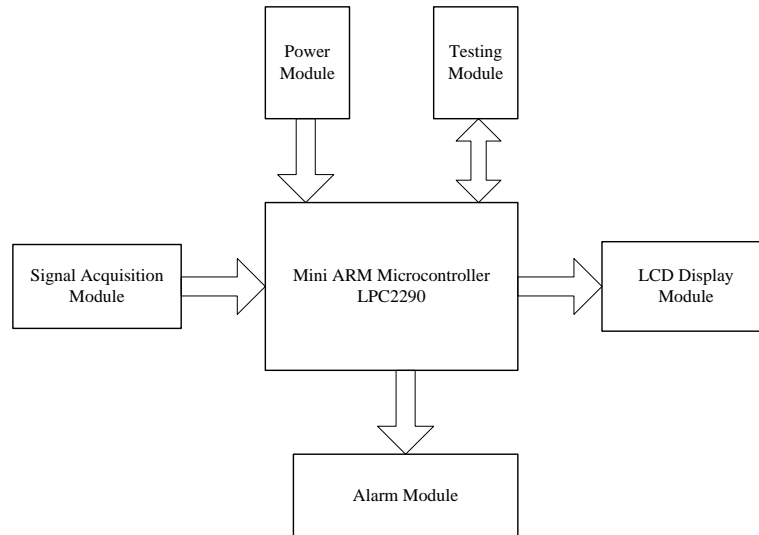 Power
Module
Testing
Module
Signal Acquisition
Module
Mini ARM Microcontroller
LPC2290
LCD Display
Module
Alarm Module